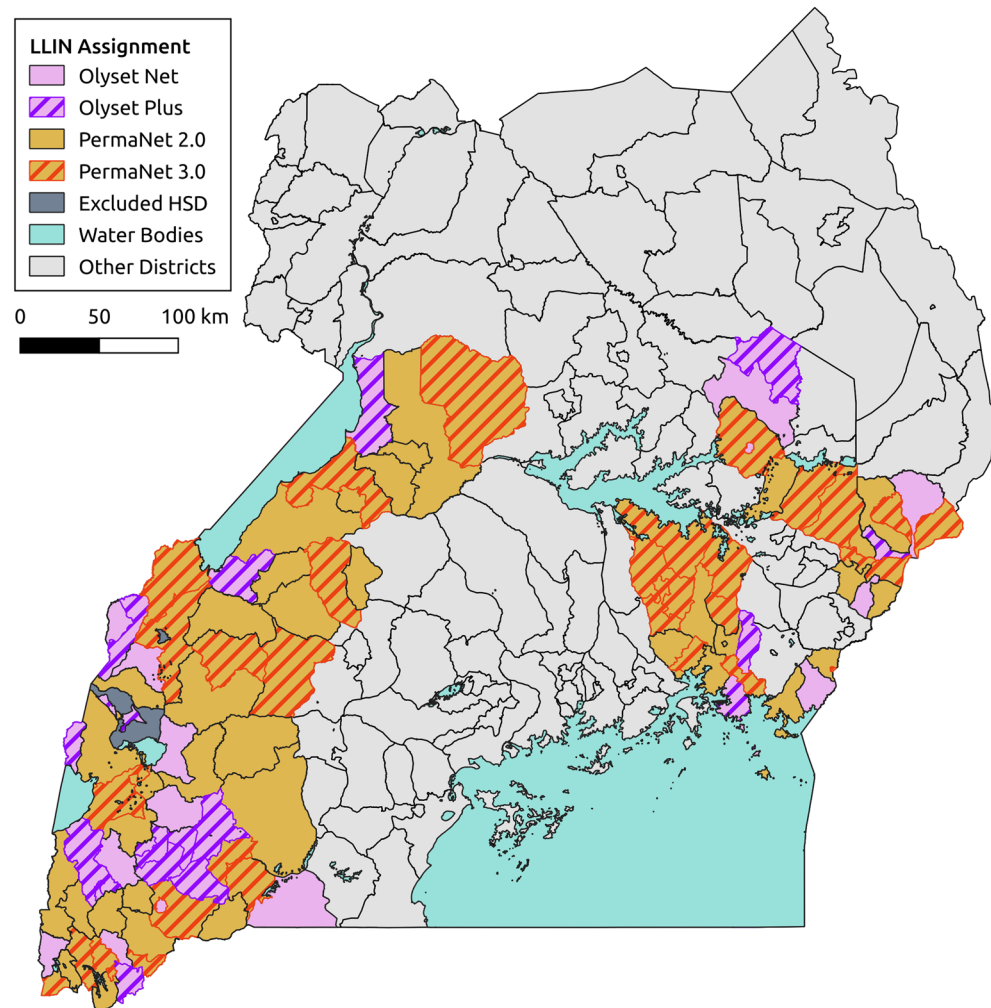 LLIN Assignment
Olyset Net
Olyset Plus
PermaNet 2.0
PermaNet 3.0
Excluded HSD
Water Bodies
Other Districts
0 50 100 km